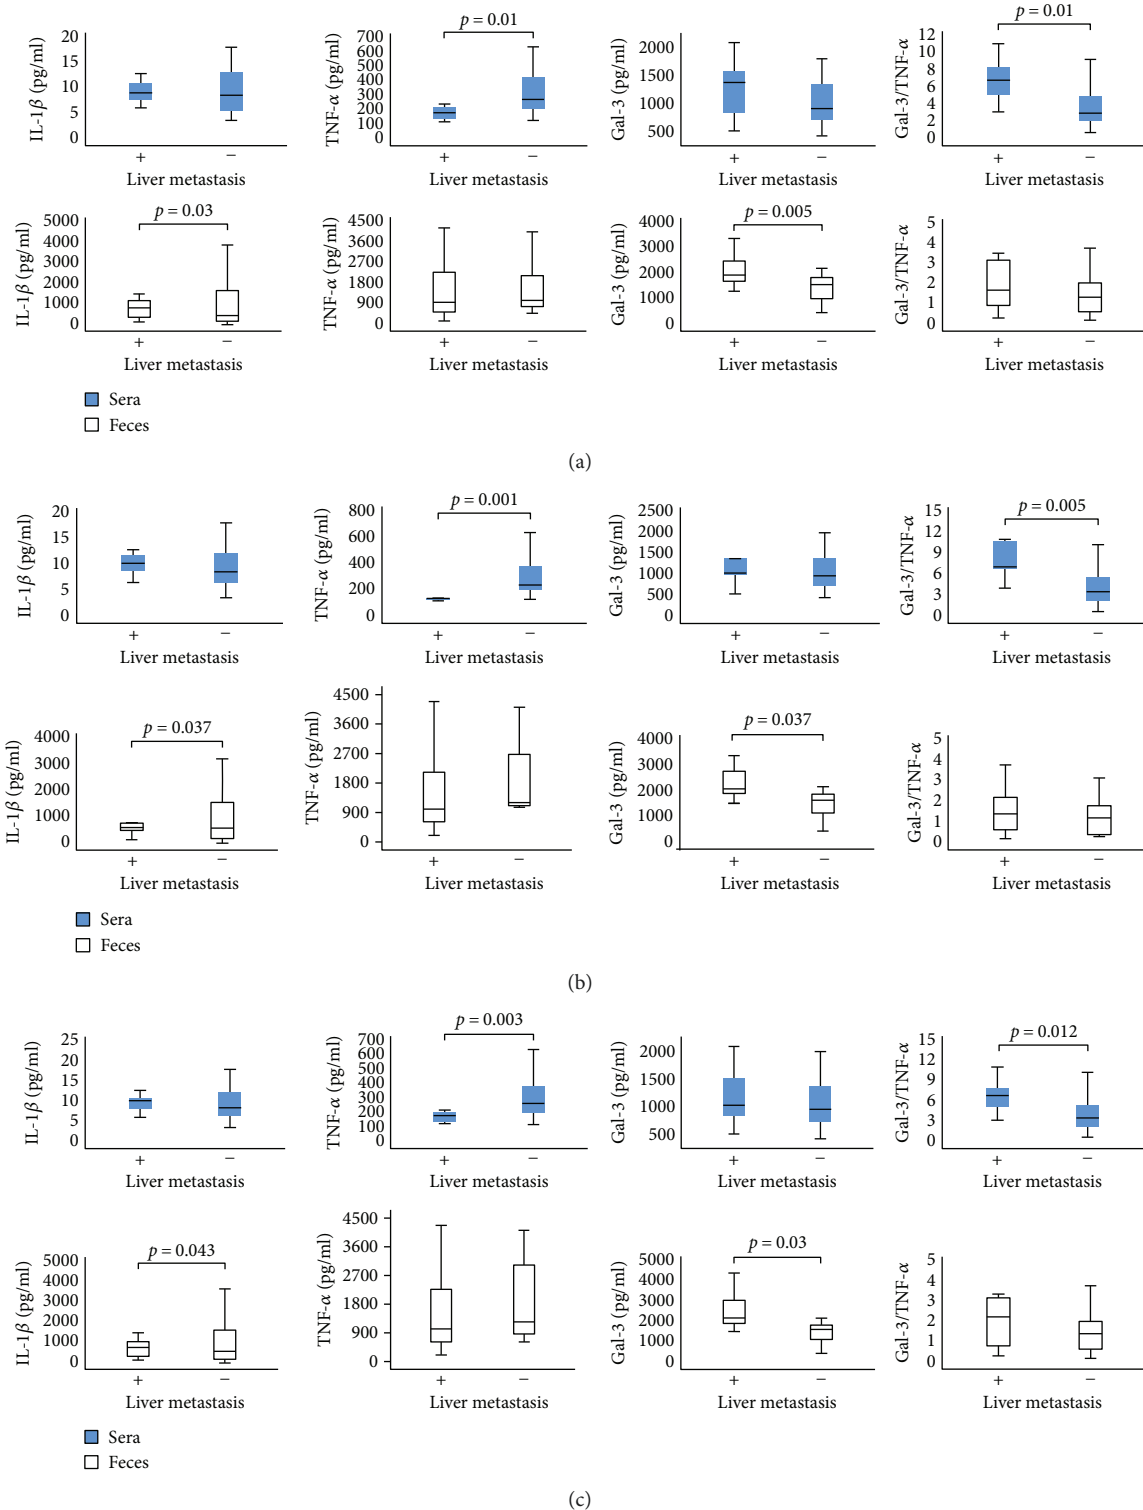 p = 0.01
p = 0.01
IL-1β (pg/ml)
20
15
10
5
0
+
−
Liver metastasis
TNF-α (pg/ml)
700
600
500
400
300
200
100
0
+
−
Liver metastasis
Gal-3 (pg/ml)
2000
1500
1000
500
+
−
Liver metastasis
Gal-3/TNF-α
12
10
8
6
4
2
0
+
−
Liver metastasis
p = 0.03
p = 0.005
IL-1β (pg/ml)
5000
4000
3000
2000
1000
0
+
−
Liver metastasis
TNF-α (pg/ml)
4500
3600
2700
1800
900
0
+
−
Liver metastasis
Gal-3 (pg/ml)
4000
3000
2000
1000
0
+
−
Liver metastasis
Gal-3/TNF-α
5
4
3
2
1
0
+
−
Liver metastasis
Sera
Feces
(a)
p = 0.001
p = 0.005
IL-1β (pg/ml)
20
15
10
5
0
+
−
Liver metastasis
TNF-α (pg/ml)
800
600
400
200
0
+
−
Liver metastasis
Gal-3 (pg/ml)
2500
2000
1500
1000
500
0
+
−
Liver metastasis
Gal-3/TNF-α
15
12
9
6
3
0
+
−
Liver metastasis
p = 0.037
p = 0.037
IL-1β (pg/ml)
4000
3000
2000
1000
0
+
−
Liver metastasis
TNF-α (pg/ml)
4500
3600
2700
1800
900
0
+
−
Liver metastasis
Gal-3 (pg/ml)
4000
3000
2000
1000
0
+
−
Liver metastasis
Gal-3/TNF-α
5
4
3
2
1
0
+
−
Liver metastasis
Sera
Feces
(b)
p = 0.003
p = 0.012
IL-1β (pg/ml)
25
20
15
10
5
0
+
−
Liver metastasis
TNF-α (pg/ml)
700
600
500
400
300
200
100
0
+
−
Liver metastasis
Gal-3 (pg/ml)
2000
1500
1000
500
+
−
Liver metastasis
Gal-3/TNF-α
15
12
9
6
3
0
+
−
Liver metastasis
p = 0.043
p = 0.03
IL-1β (pg/ml)
5000
4000
3000
2000
1000
0
+
−
Liver metastasis
TNF-α (pg/ml)
4500
3600
2700
1800
900
0
+
−
Liver metastasis
Gal-3 (pg/ml)
5000
4000
3000
2000
1000
0
+
−
Liver metastasis
Gal-3/TNF-α
5
4
3
2
1
0
+
−
Liver metastasis
Sera
Feces
(c)